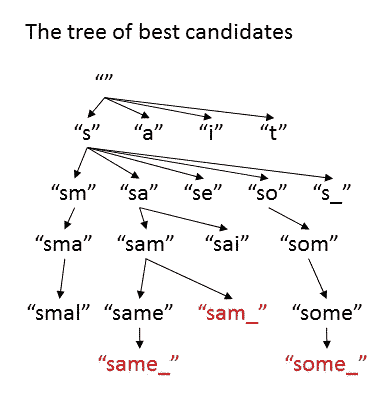 The tree of best candidates
“”
“s” “a” “i” “t”
“sm” “sa” “se” “so” “s_”
“sma” “sam” “sai” “som”
“smal” “same” “sam_” “some”
“same_” “some_”